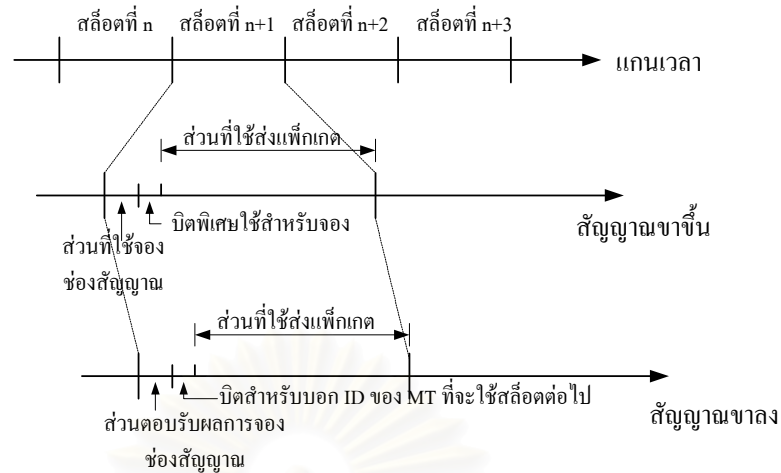 สล็อตที่ n สล็อตที่ n+1 สล็อตที่ n+2 สล็อตที่ n+3
แกนเวลา
ส่วนที่ใช้ส่งแพ็กเกต
บิตพิเศษใช้สำหรับจอง
สัญญาณขาขึ้น
ส่วนที่ใช้จอง
ช่องสัญญาณ
ส่วนที่ใช้ส่งแพ็กเกต
บิตสำหรับบอก ID ของ MT ที่จะใช้สล็อตต่อไป
สัญญาณขาลง
ส่วนตอบรับผลการจอง
ช่องสัญญาณ